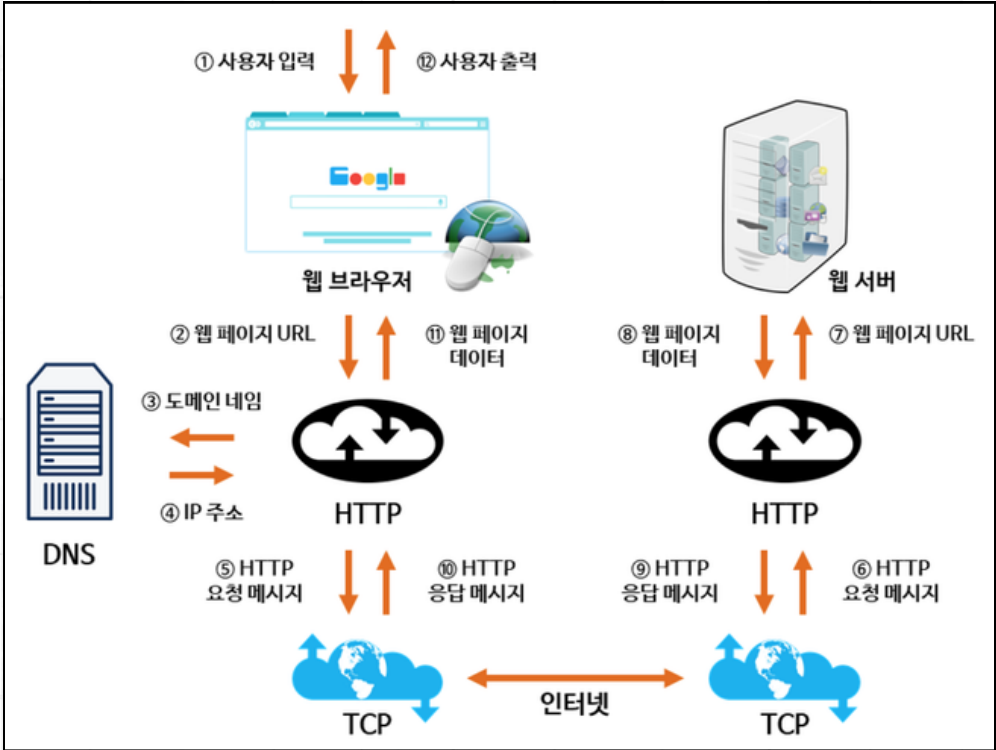 ① 사용자 입력
⑫ 사용자 출력
Google
웹 브라우저
웹 서버
② 웹 페이지 URL
⑪ 웹 페이지
데이터
⑧ 웹 페이지
데이터
⑦ 웹 페이지 URL
③ 도메인 네임
④ IP 주소
DNS
HTTP
HTTP
⑤ HTTP
요청 메시지
⑩ HTTP
응답 메시지
⑨ HTTP
응답 메시지
⑥ HTTP
요청 메시지
인터넷
TCP
TCP